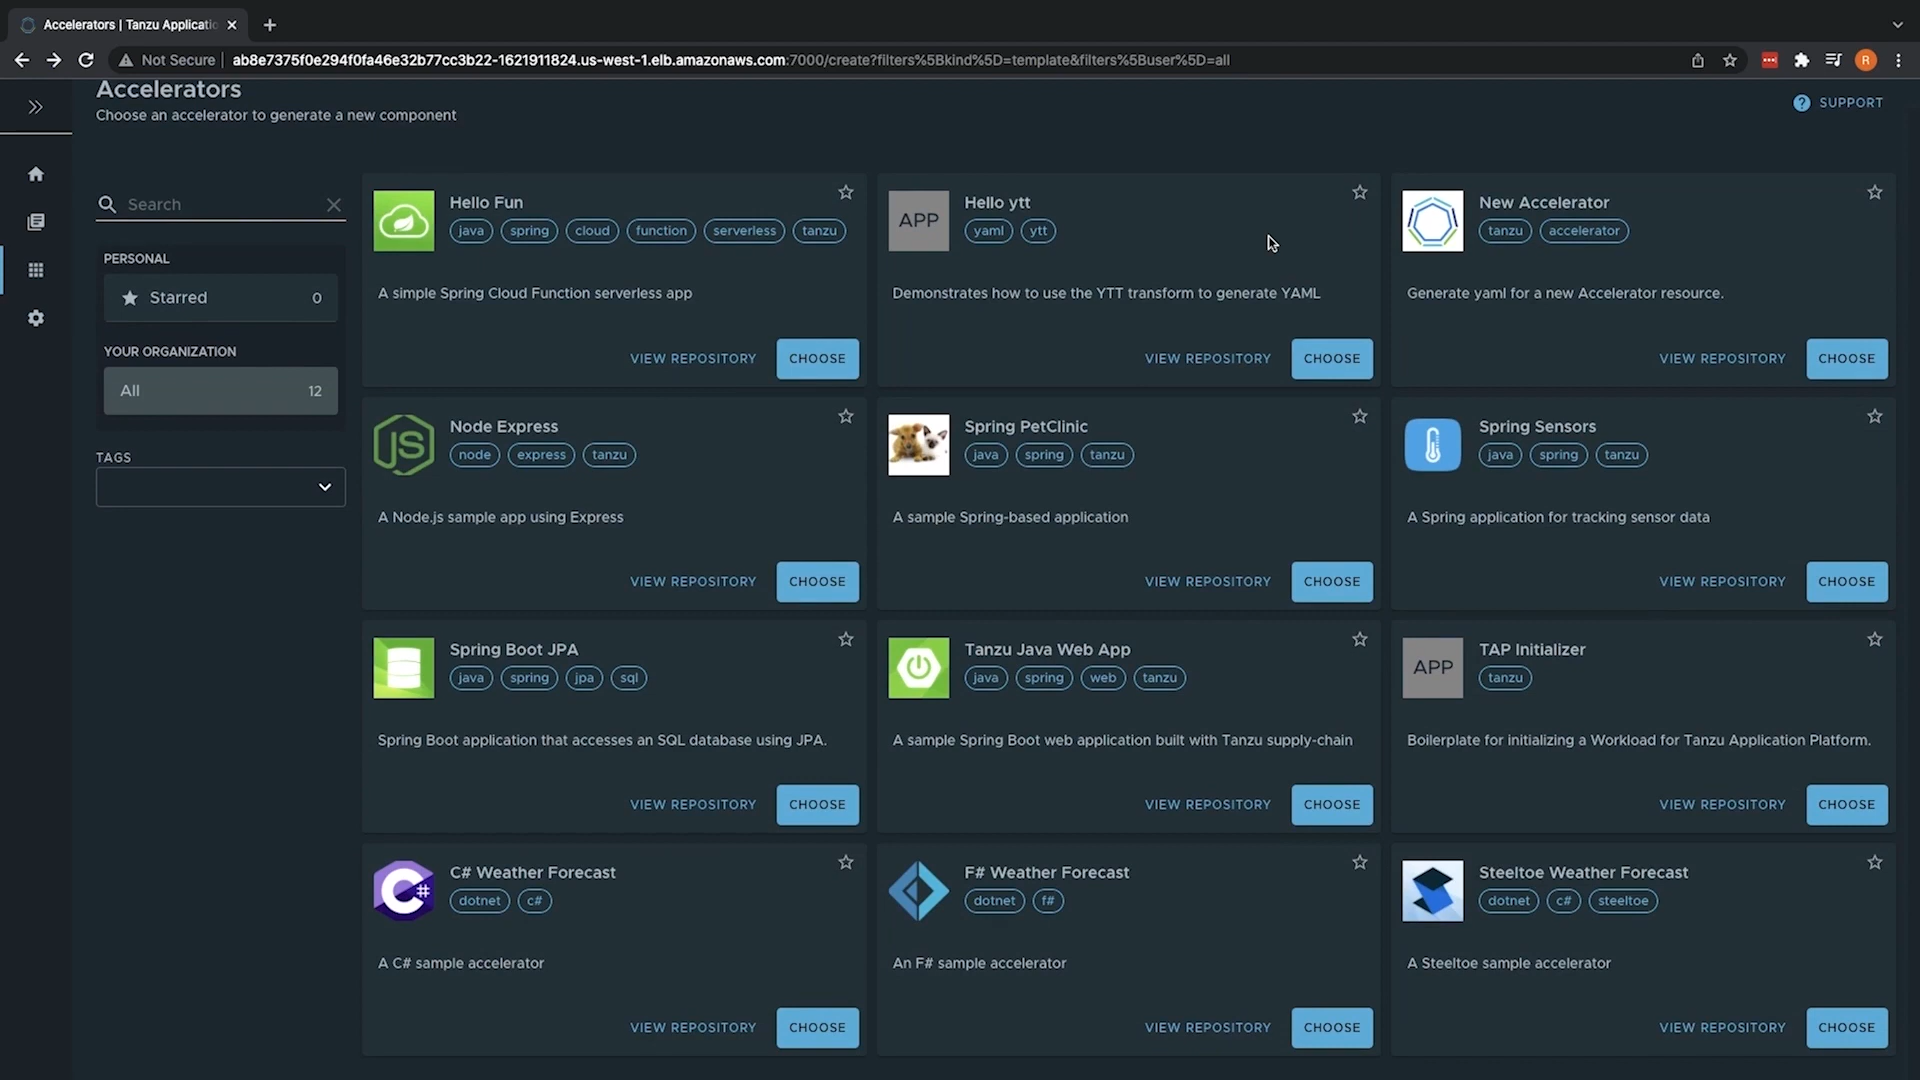 Accelerators | Tanzu Applicatio
Not Secure
ab8e7375f0e294f0fa46e32b77cc3b22-1621911824.us-west-1.elb.amazonaws.com:7000/create?filters%5Bkind%5D=template&filters%5Buser%5D=all
R
Accelerators
Choose an accelerator to generate a new component
? SUPPORT
Search
PERSONAL
Starred 0
YOUR ORGANIZATION
All 12
TAGS
Hello Fun
java spring cloud function serverless tanzu
A simple Spring Cloud Function serverless app
VIEW REPOSITORY CHOOSE
APP
Hello ytt
yaml ytt
Demonstrates how to use the YTT transform to generate YAML
VIEW REPOSITORY CHOOSE
New Accelerator
tanzu accelerator
Generate yaml for a new Accelerator resource.
VIEW REPOSITORY CHOOSE
JS
Node Express
node express tanzu
A Node.js sample app using Express
VIEW REPOSITORY CHOOSE
Spring PetClinic
java spring tanzu
A sample Spring-based application
VIEW REPOSITORY CHOOSE
Spring Sensors
java spring tanzu
A Spring application for tracking sensor data
VIEW REPOSITORY CHOOSE
Spring Boot JPA
java spring jpa sql
Spring Boot application that accesses an SQL database using JPA.
VIEW REPOSITORY CHOOSE
Tanzu Java Web App
java spring web tanzu
A sample Spring Boot web application built with Tanzu supply-chain
VIEW REPOSITORY CHOOSE
APP
TAP Initializer
tanzu
Boilerplate for initializing a Workload for Tanzu Application Platform.
VIEW REPOSITORY CHOOSE
C#
C# Weather Forecast
dotnet c#
A C# sample accelerator
VIEW REPOSITORY CHOOSE
F# Weather Forecast
dotnet f#
An F# sample accelerator
VIEW REPOSITORY CHOOSE
Steeltoe Weather Forecast
dotnet c# steeltoe
A Steeltoe sample accelerator
VIEW REPOSITORY CHOOSE